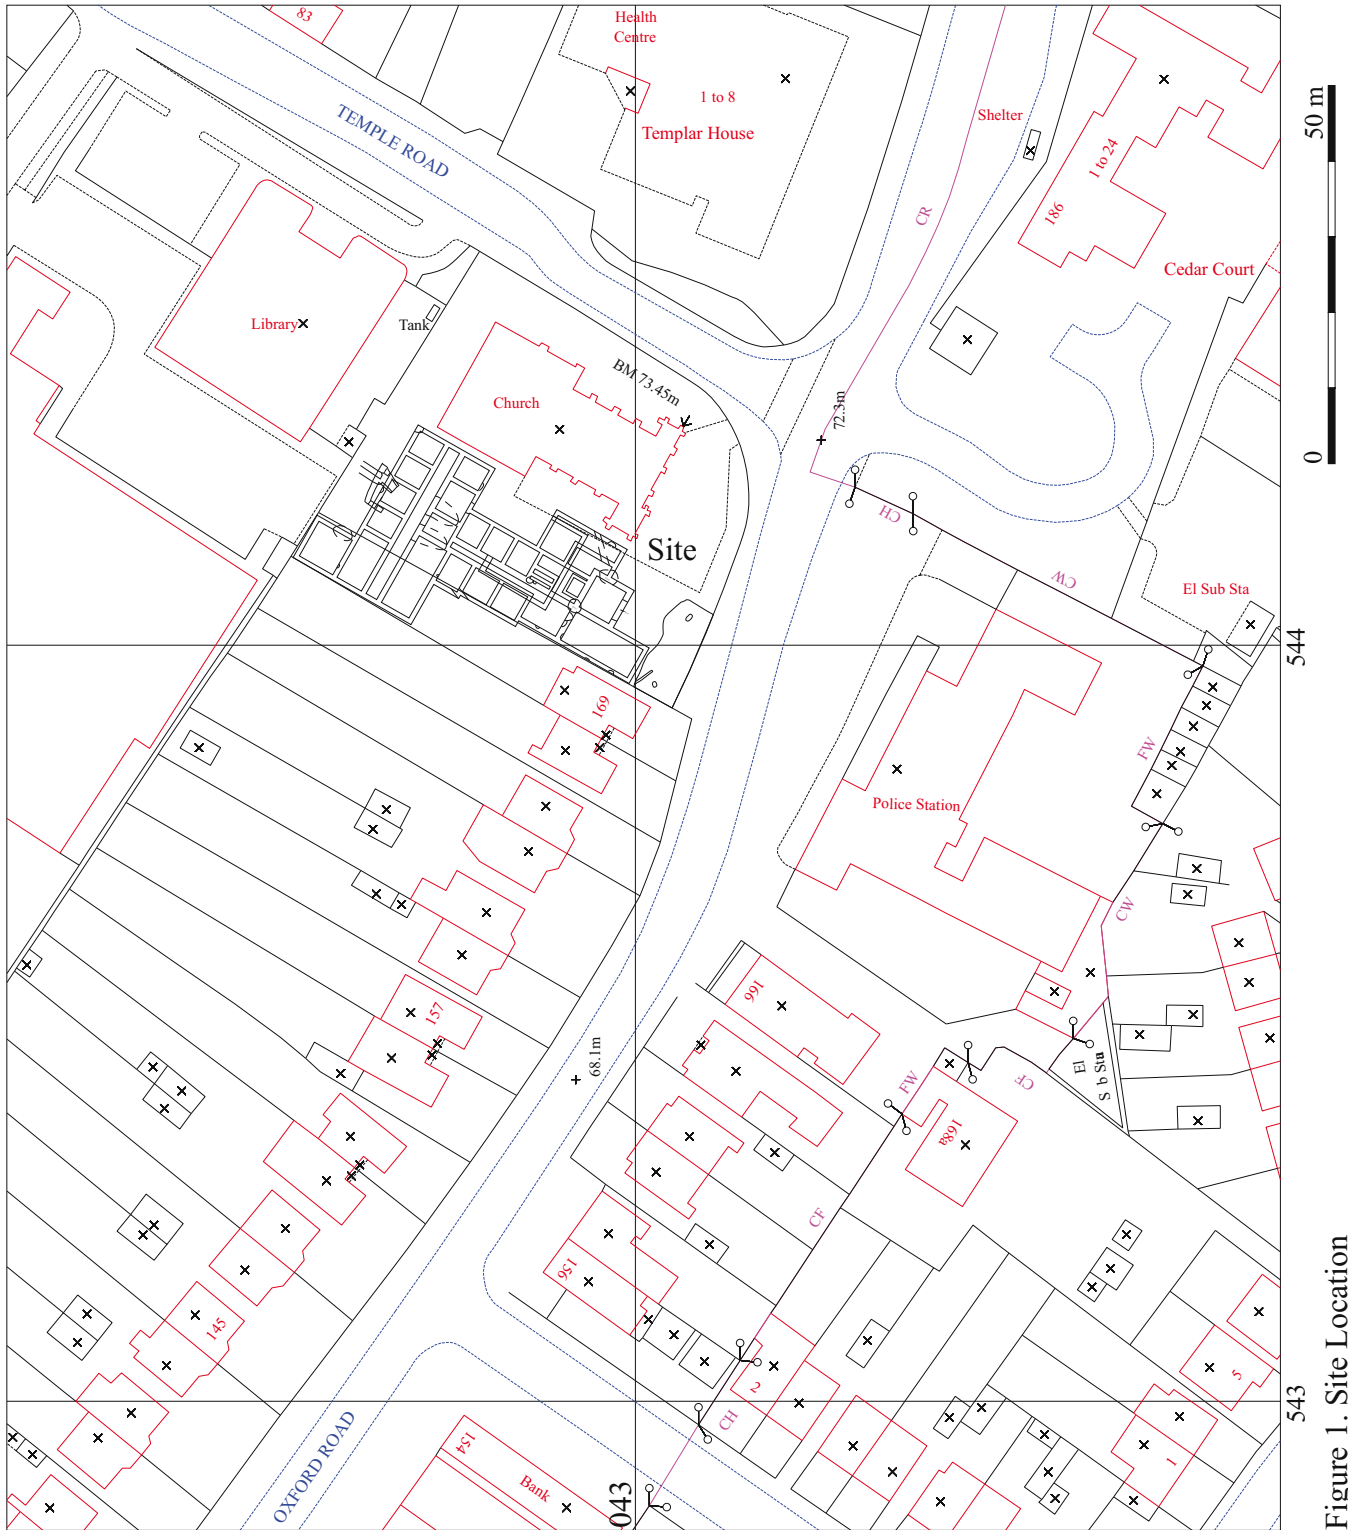 83
Health
Centre
1 to 8
Templar House
TEMPLE ROAD
Shelter
1 to 24
186
CR
Cedar Court
Library
Tank
BM 73.45m
Church
72.3m
CH
Site
CW
El Sub Sta
544
169
FW
Police Station
CW
166
157
68.1m
El
S b Sta
FW
CF
168a
CF
156
145
2
5
CH
1
543
OXFORD ROAD
154
Bank
043
0
50 m
Figure 1. Site Location